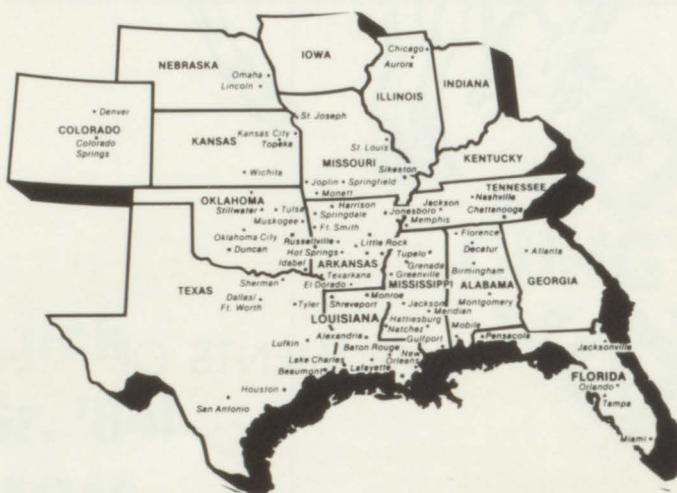 IOWA
Chicago
Aurora
NEBRASKA
Omaha
Lincoln
ILLINOIS
INDIANA
Denver
COLORADO
Colorado
Springs
St. Joseph
KANSAS
Kansas City
Topeka
Wichita
St. Louis
MISSOURI
Sikeston
Joplin
Springfield
Monett
KENTUCKY
TENNESSEE
Nashville
Jackson
Chattanooga
Memphis
OKLAHOMA
Stillwater
Tulsa
Muskogee
Oklahoma City
Duncan
Idabel
Harrison
Springdale
Jonesboro
Ft. Smith
Russellville
Little Rock
Hot Springs
ARKANSAS
Texarkana
El Dorado
Tupelo
Grenada
Greenville
MISSISSIPPI
Jackson
Meridian
Hattiesburg
Natchez
Gulfport
Florence
Decatur
Birmingham
ALABAMA
Montgomery
Mobile
Atlanta
GEORGIA
TEXAS
Sherman
Dallas/
Ft. Worth
Tyler
Lufkin
Houston
San Antonio
Beaumont
Shreveport
Monroe
LOUISIANA
Alexandria
Baton Rouge
Lake Charles
Lafayette
New
Orleans
Pensacola
Jacksonville
FLORIDA
Orlando
Tampa
Miami